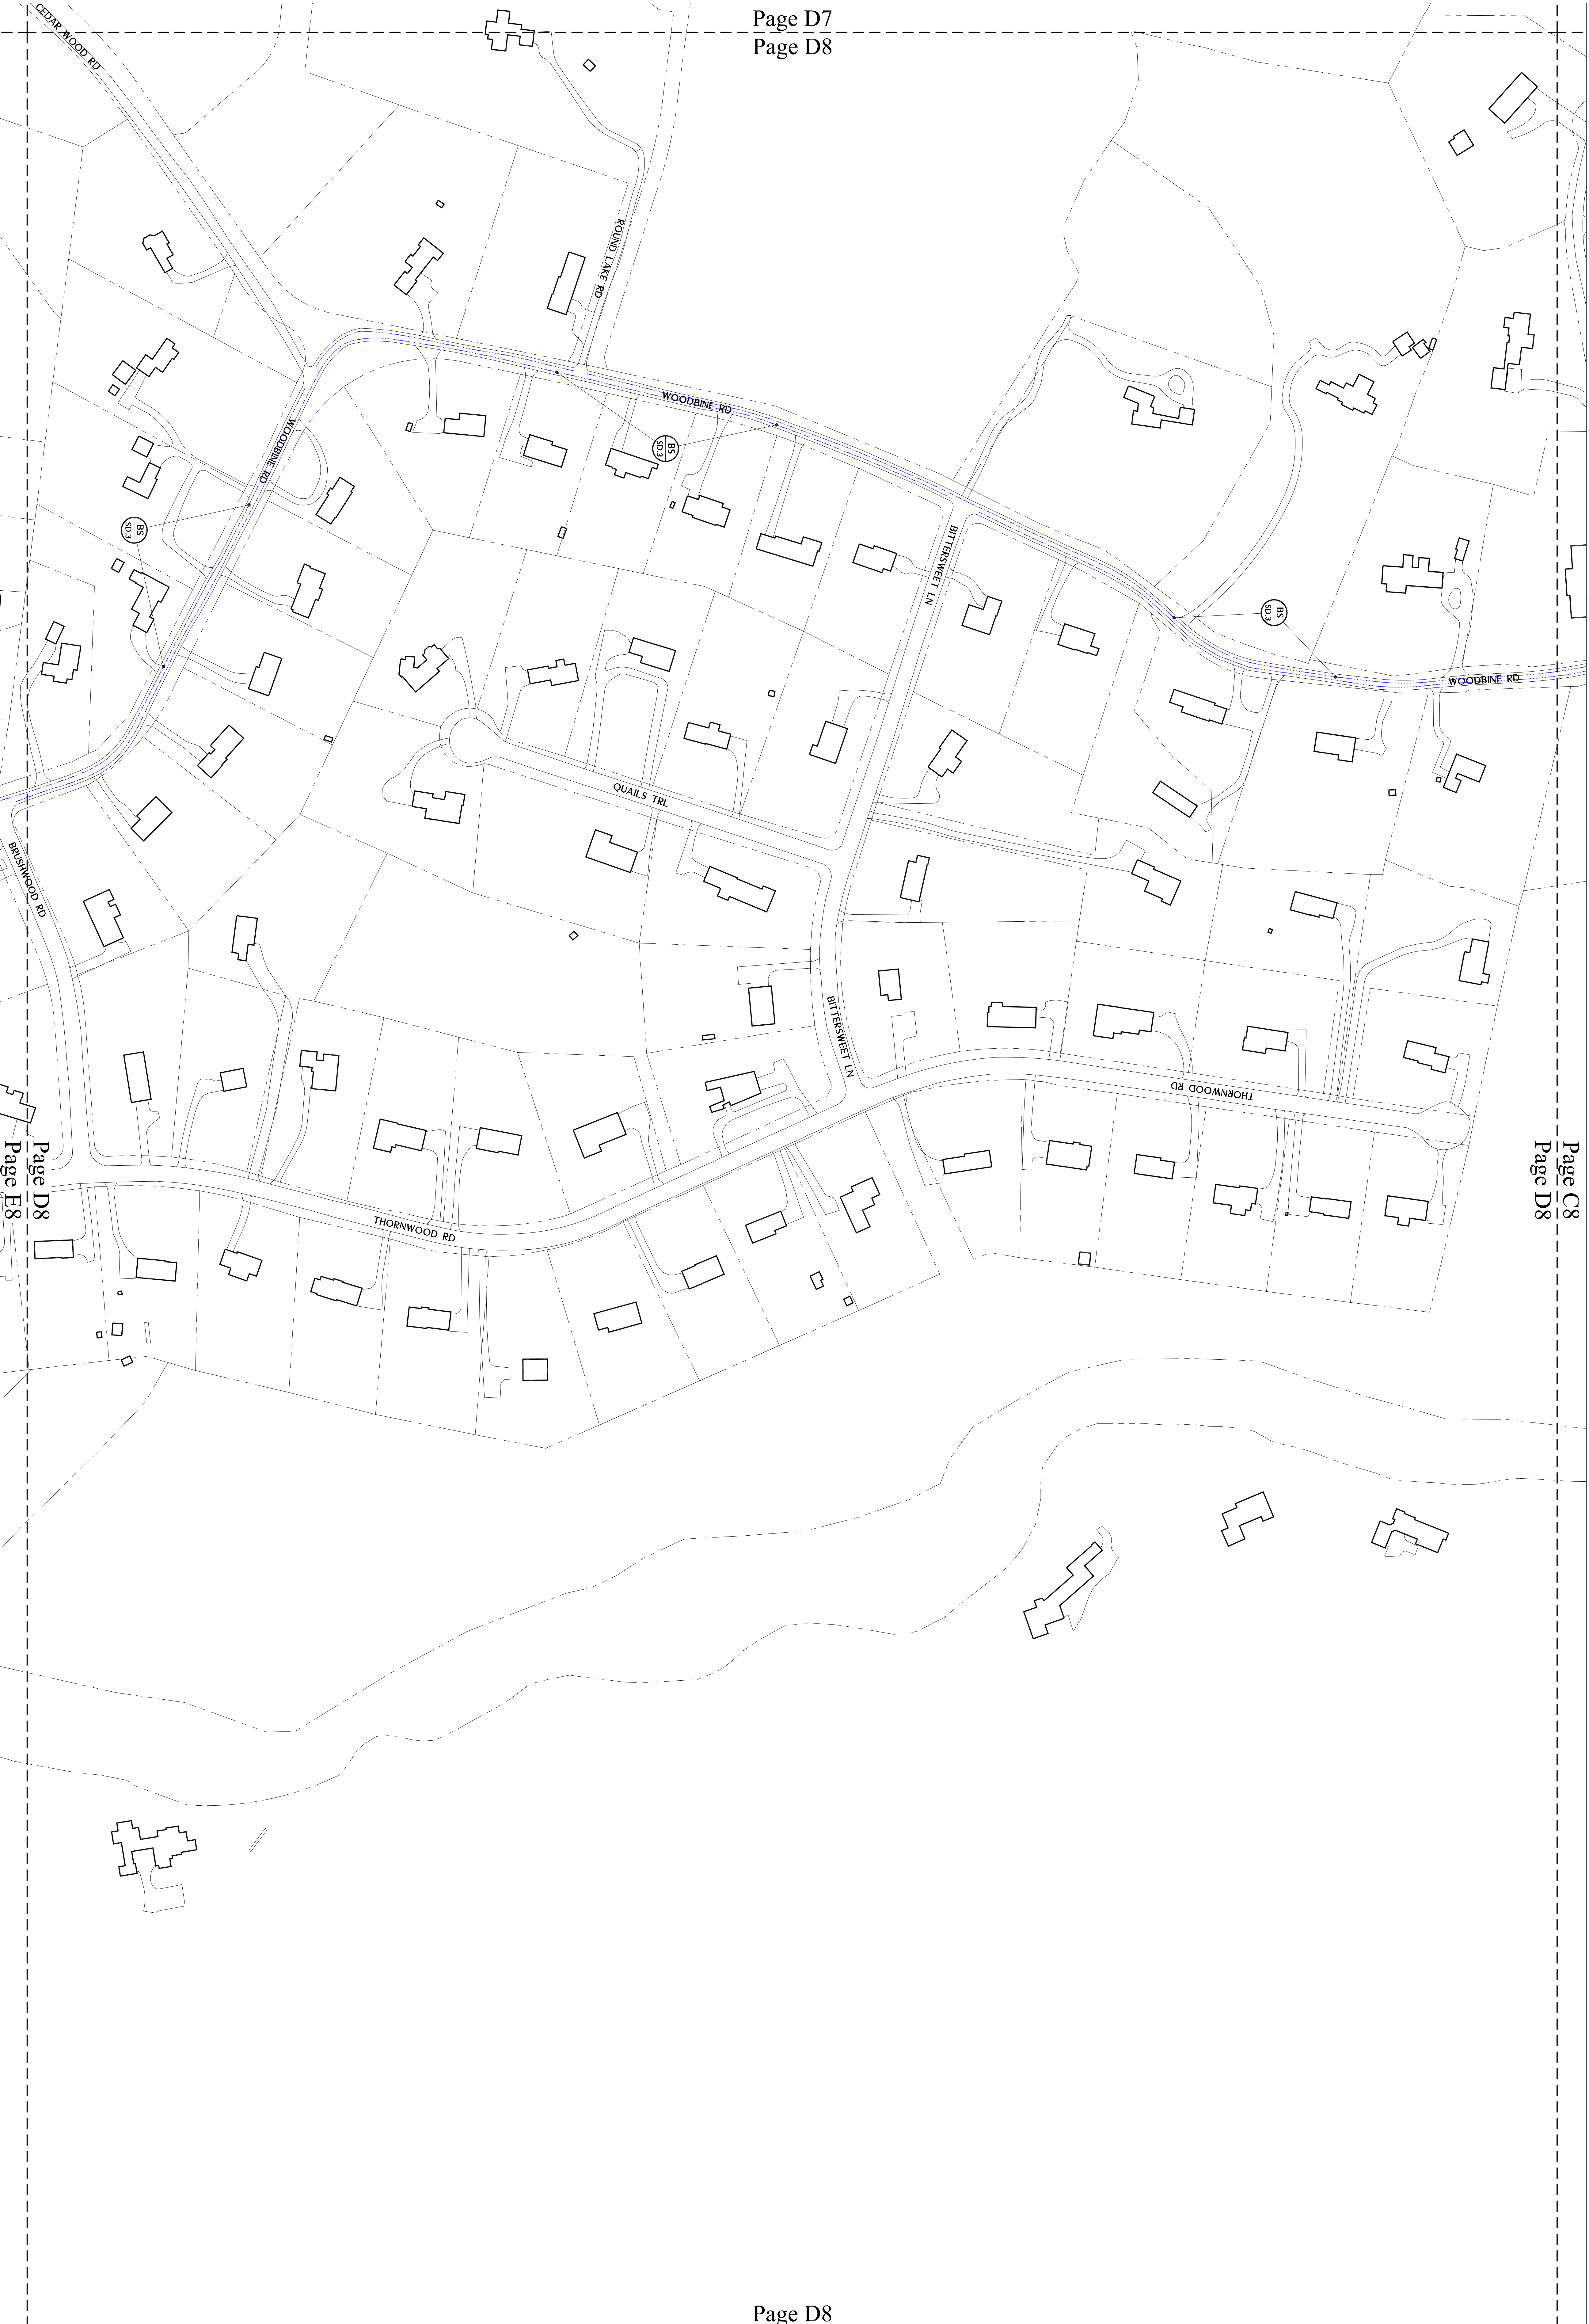 Page D7
Page D8
CEDAR WOOD RD
ROUND LAKE RD
WOODBINE RD
WOODBINE RD
BS
SD.3
BS
SD.3
BITTERSWEET LN
BS
SD.3
WOODBINE RD
QUAILS TRL
BRUSHWOOD RD
BITTERSWEET LN
THORNWOOD RD
Page D8
Page E8
Page C8
Page D8
THORNWOOD RD
Page D8